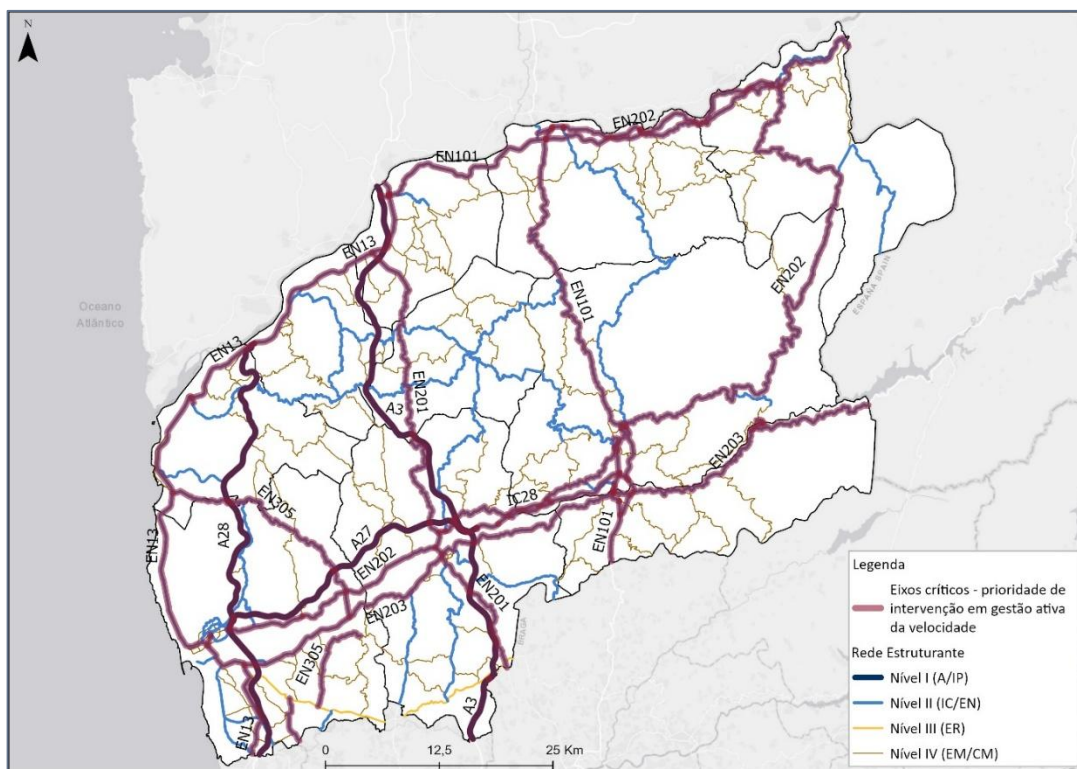 N
EN202
EN101
EN13
Oceano
Atlântico
EN13
EN101
EN202
ESPAÑA SPAIN
EN201
A3
EN203
EN305
IC28
EN13
A28
A27
EN202
EN101
EN201
EN203
BRAGA
EN305
EN13
A3
0
12,5
25 Km
Legenda
Eixos críticos - prioridade de
intervenção em gestão ativa
da velocidade
Rede Estruturante
Nível I (A/IP)
Nível II (IC/EN)
Nível III (ER)
Nível IV (EM/CM)